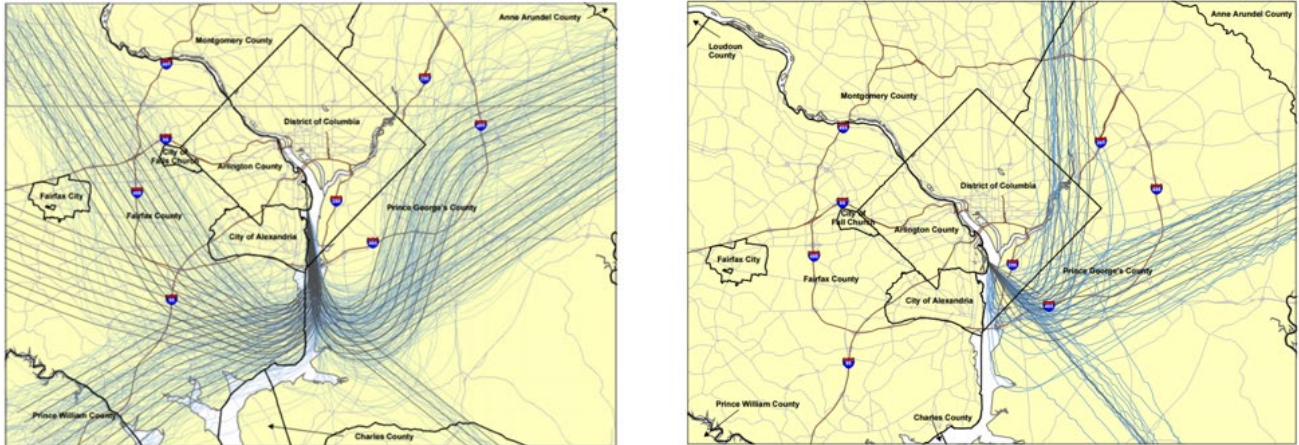 Anne Arundel County
Montgomery County
District of Columbia
City of
Falls Church
Arlington County
Fairfax City
Fairfax County
Prince George's County
City of Alexandria
Prince William County
Charles County
Anne Arundel County
Loudoun
County
Montgomery County
District of Columbia
City of
Fall Church
Arlington County
Fairfax City
Fairfax County
Prince George's County
City of Alexandria
Prince William County
Charles County